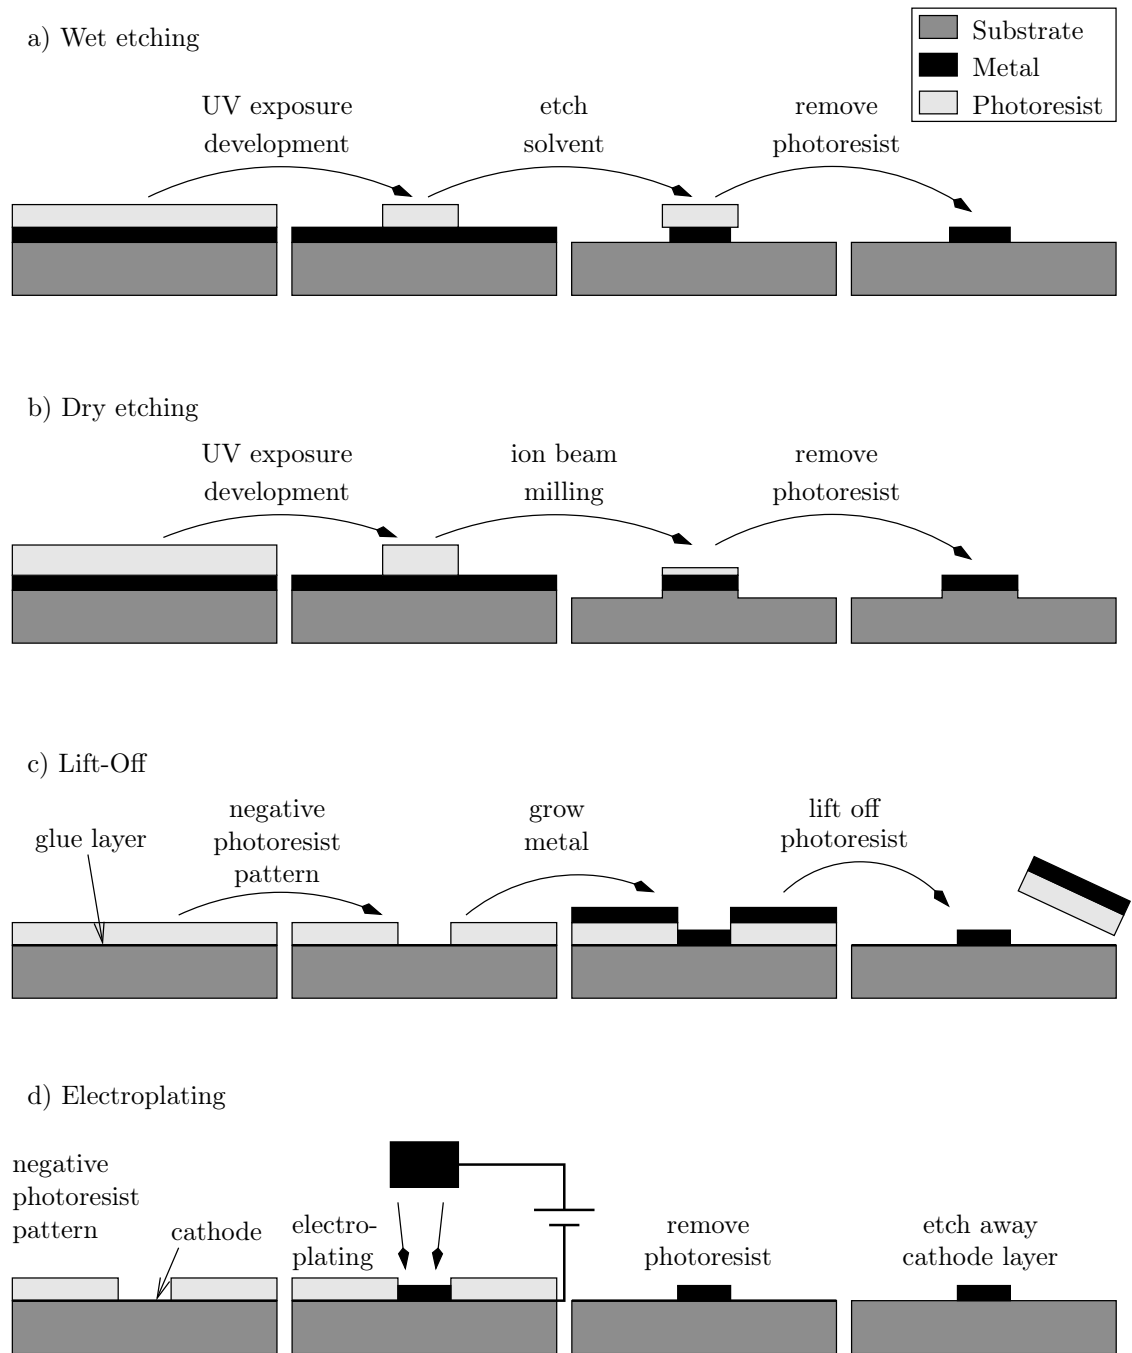 a) Wet etching
Substrate
Metal
Photoresist
UV exposure
development
etch
solvent
remove
photoresist
b) Dry etching
UV exposure
development
ion beam
milling
remove
photoresist
c) Lift-Off
glue layer
negative
photoresist
pattern
grow
metal
lift off
photoresist
d) Electroplating
negative
photoresist
pattern
cathode
electro-
plating
remove
photoresist
etch away
cathode layer